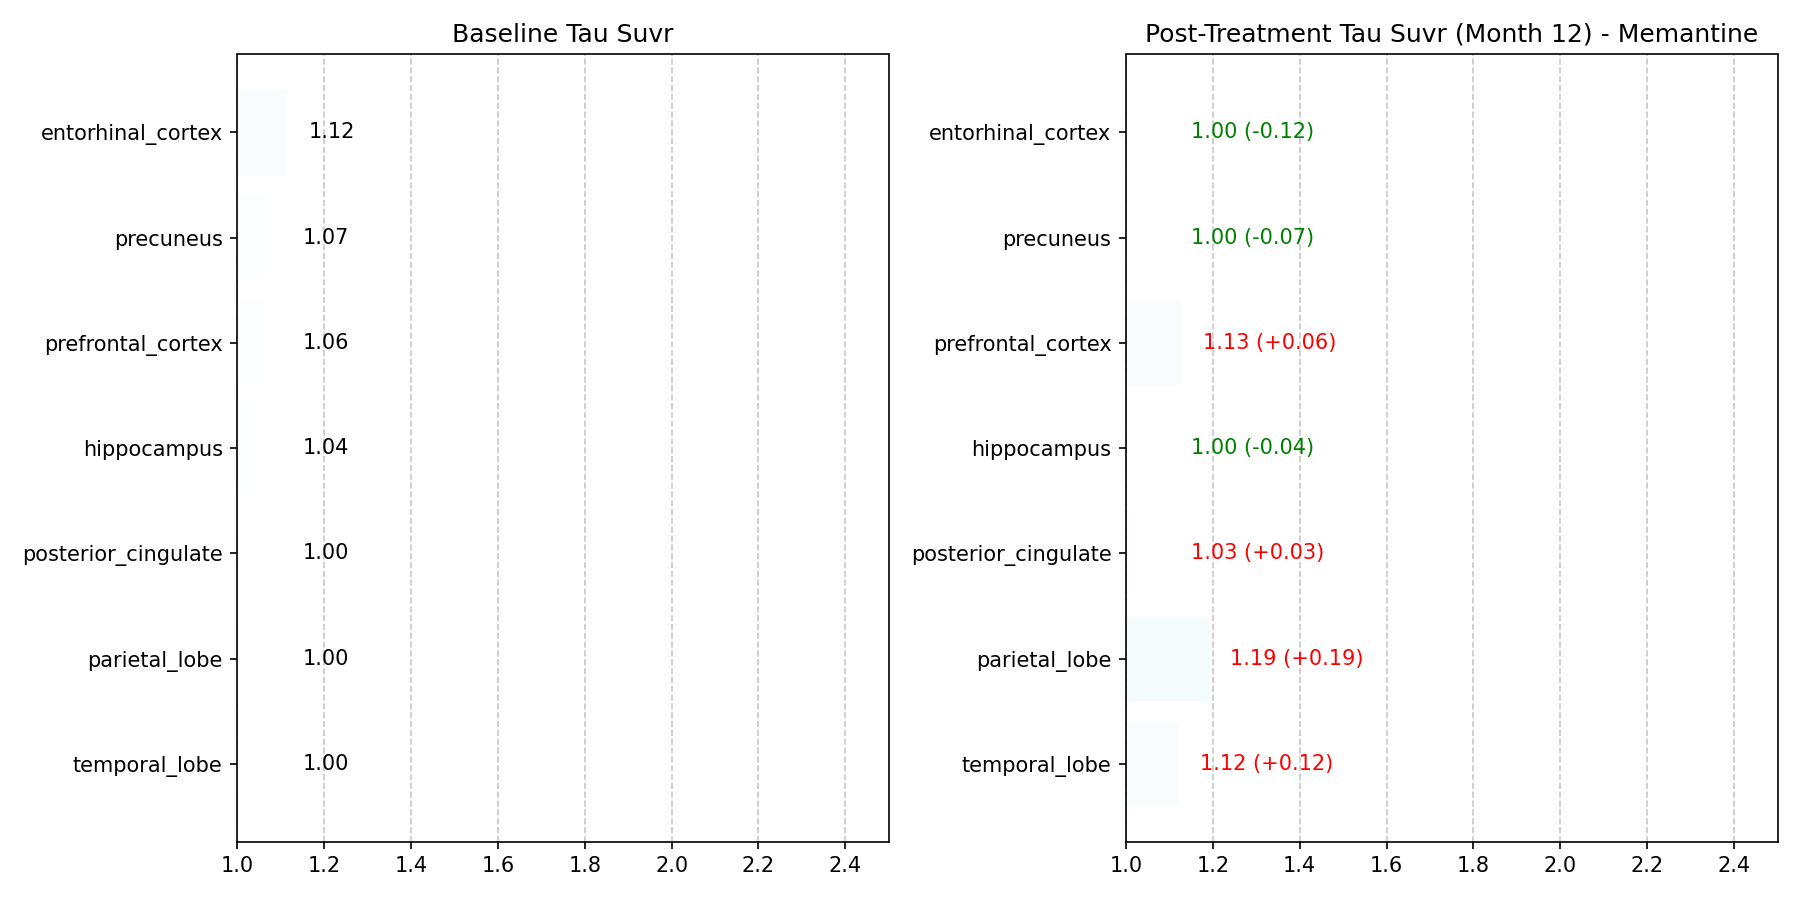 Baseline Tau Suvr
entorhinal_cortex
1.12
precuneus
1.07
prefrontal_cortex
1.06
hippocampus
1.04
posterior_cingulate
1.00
parietal_lobe
1.00
temporal_lobe
1.00
1.0 1.2 1.4 1.6 1.8 2.0 2.2 2.4
Post-Treatment Tau Suvr (Month 12) - Memantine
entorhinal_cortex
1.00 (-0.12)
precuneus
1.00 (-0.07)
prefrontal_cortex
1.13 (+0.06)
hippocampus
1.00 (-0.04)
posterior_cingulate
1.03 (+0.03)
parietal_lobe
1.19 (+0.19)
temporal_lobe
1.12 (+0.12)
1.0 1.2 1.4 1.6 1.8 2.0 2.2 2.4